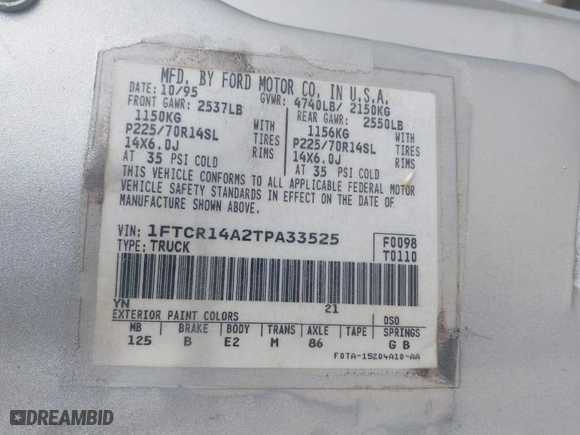 MFD. BY FORD MOTOR CO. IN U.S.A.
DATE: 10/95 GVWR: 4740LB/ 2150KG
FRONT GAWR: 2537LB REAR GAWR: 2550LB
1150KG WITH 1156KG WITH
P225/70R14SL TIRES P225/70R14SL TIRES
14X6.0J RIMS 14X6.0J RIMS
AT 35 PSI COLD AT 35 PSI COLD
THIS VEHICLE CONFORMS TO ALL APPLICABLE FEDERAL MOTOR
VEHICLE SAFETY STANDARDS IN EFFECT ON THE DATE OF
MANUFACTURE SHOWN ABOVE.
VIN: 1FTCR14A2TPA33525 F0098
TYPE: TRUCK T0110
YN 21
EXTERIOR PAINT COLORS DSO
MB BRAKE BODY TRANS AXLE TAPE SPRINGS
125 B E2 M 86 G B
F0TA-15204A10-AA
DREAMBID